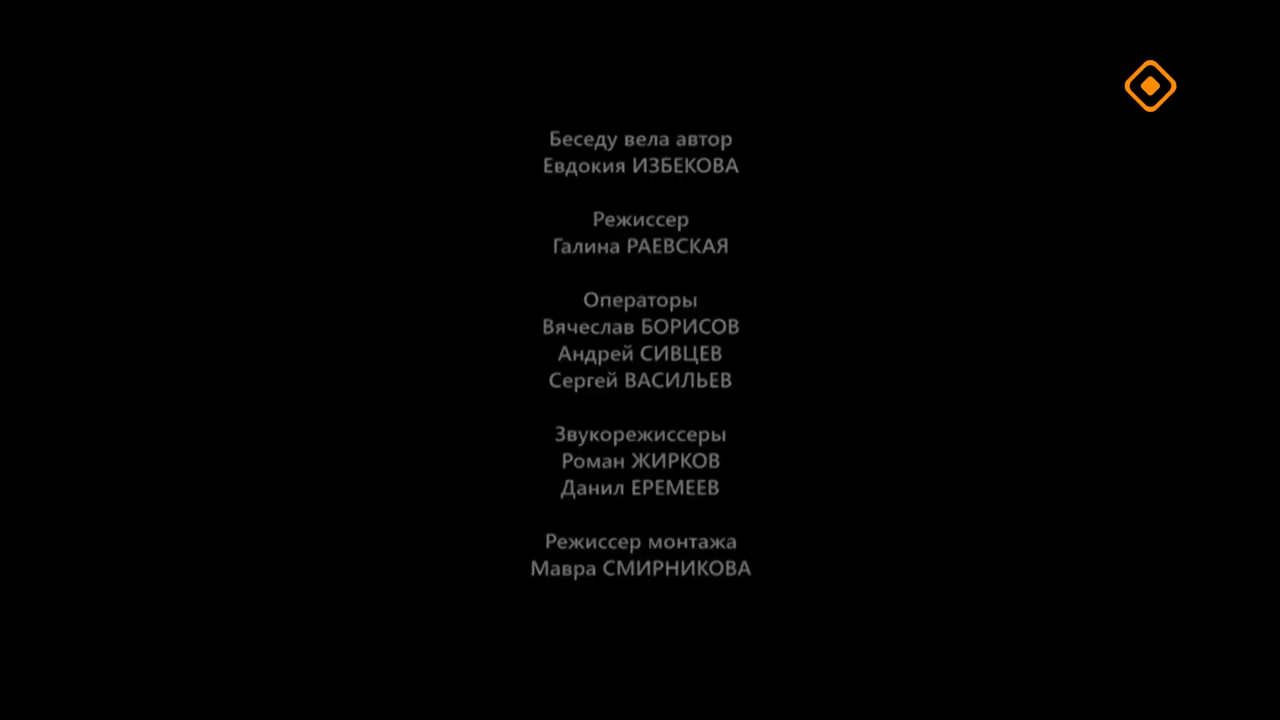 Беседу вела автор
Евдокия ИЗБЕКОВА
Режиссер
Галина РАЕВСКАЯ
Операторы
Вячеслав БОРИСОВ
Андрей СИВЦЕВ
Сергей ВАСИЛЬЕВ
Звукорежиссеры
Роман ЖИРКОВ
Данил ЕРЕМЕЕВ
Режиссер монтажа
Мавра СМИРНИКОВА